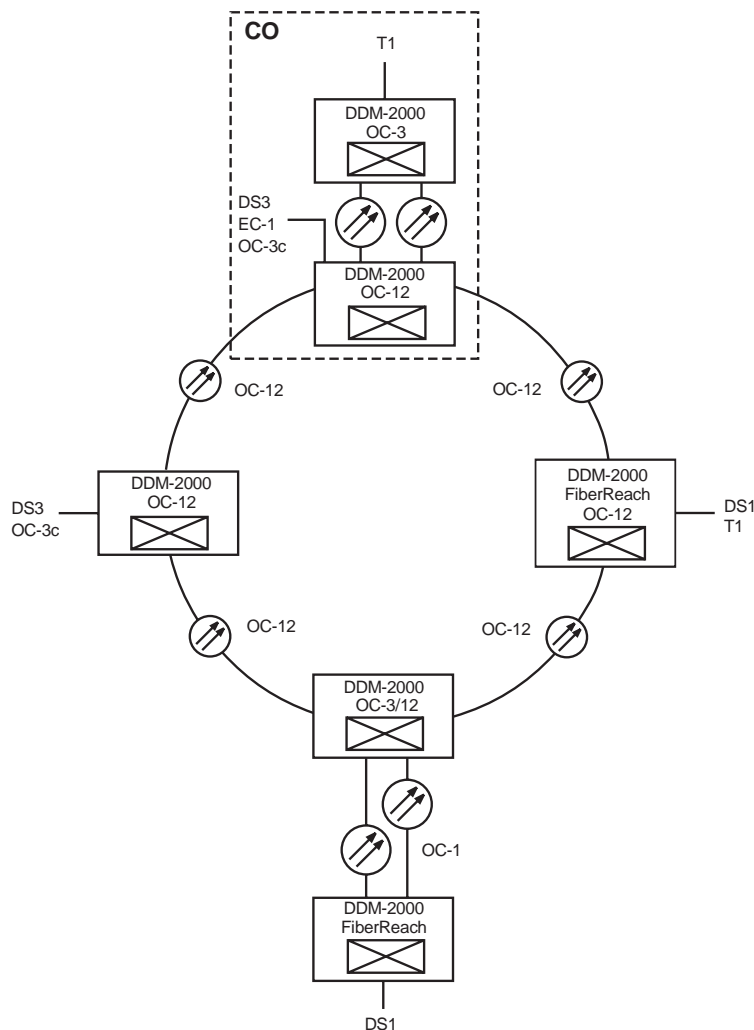 CO
T1
DDM-2000
OC-3
DS3
EC-1
OC-3c
DDM-2000
OC-12
OC-12
OC-12
DDM-2000
OC-12
DS3
OC-3c
DDM-2000
FiberReach
OC-12
DS1
T1
OC-12
OC-12
DDM-2000
OC-3/12
OC-1
DDM-2000
FiberReach
DS1